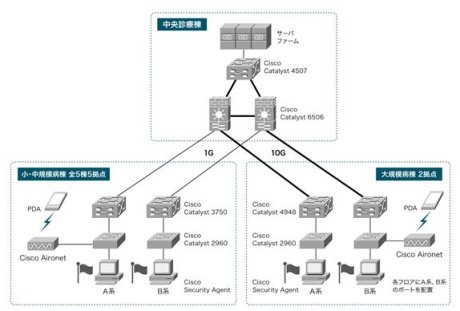 中央診療棟
サーバ
ファーム
Cisco
Catalyst 4507
Cisco
Catalyst 6506
1G
10G
小・中規模病棟 全5棟5拠点
PDA
Cisco Aironet
Cisco
Catalyst 3750
Cisco
Catalyst 2960
Cisco
Security Agent
A系
B系
大規模病棟 2拠点
Cisco
Catalyst 4948
Cisco
Catalyst 2960
Cisco
Security Agent
A系
B系
PDA
Cisco Aironet
各フロアにA系、B系
のポートを配置